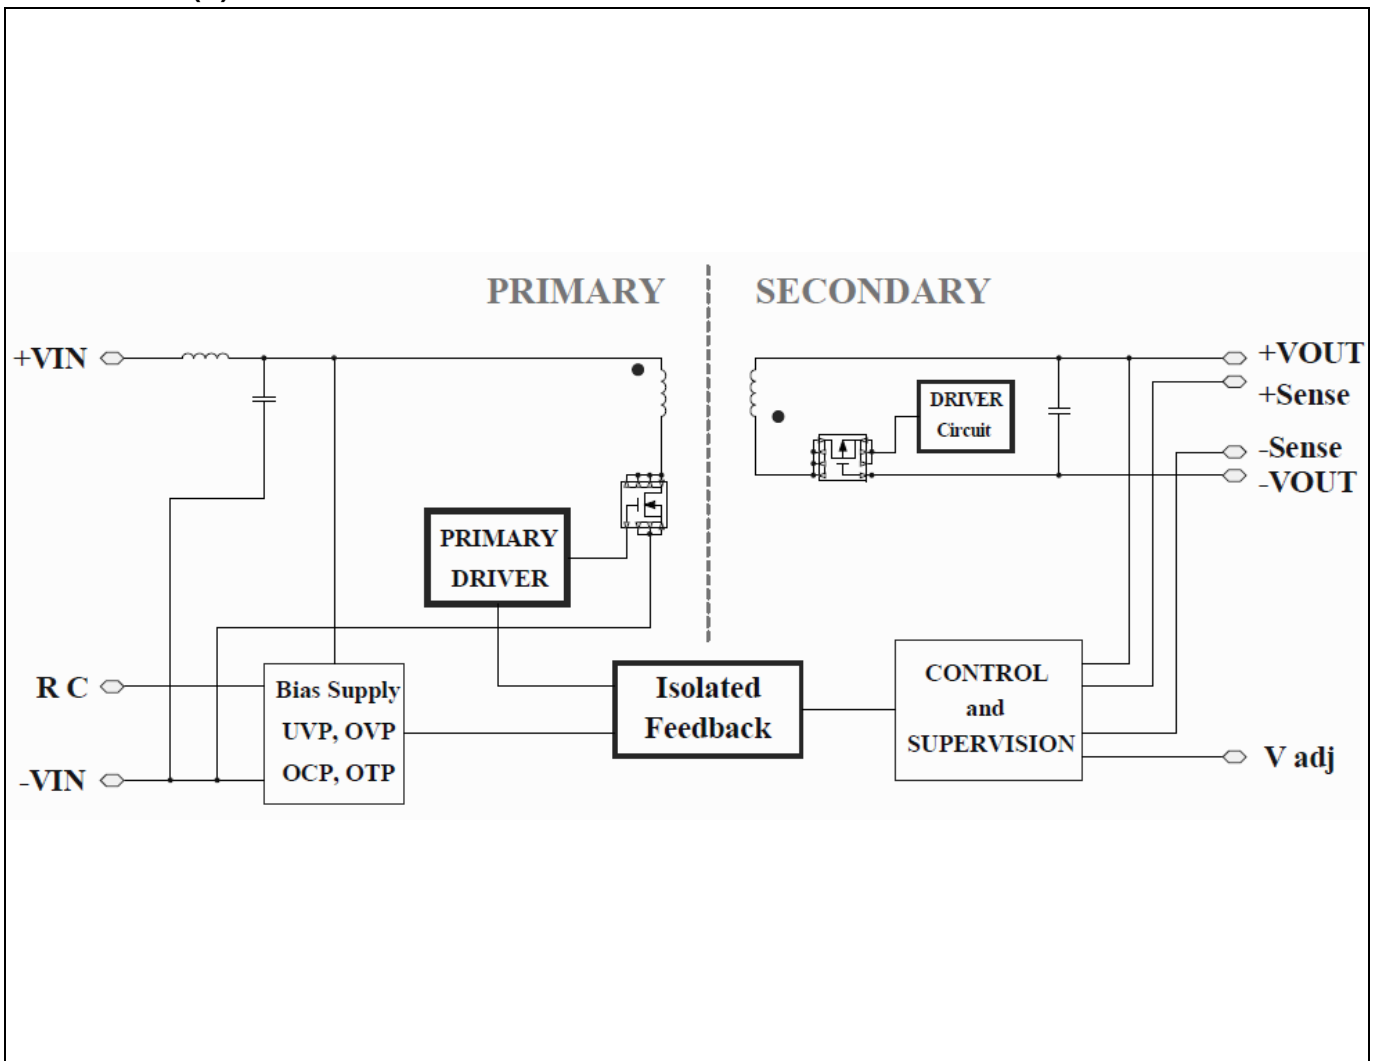 PRIMARY
SECONDARY
+VIN
+VOUT
+Sense
-Sense
-VOUT
DRIVER
Circuit
PRIMARY
DRIVER
R C
-VIN
Bias Supply
UVP, OVP
OCP, OTP
Isolated
Feedback
CONTROL
and
SUPERVISION
V adj